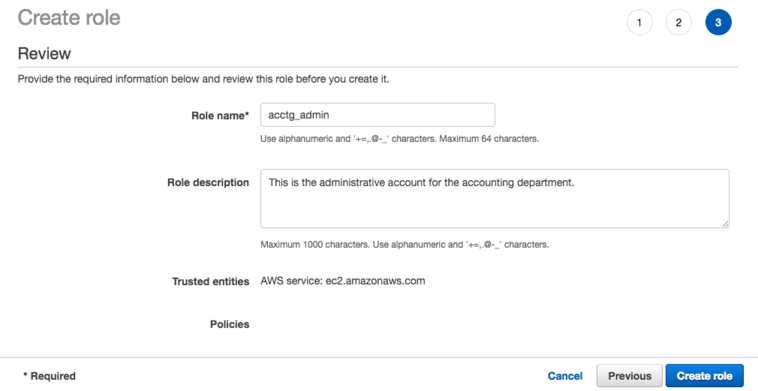 Create role
1 2 3
Review
Provide the required information below and review this role before you create it.
Role name* acctg_admin
Use alphanumeric and '+=,.@-_' characters. Maximum 64 characters.
Role description This is the administrative account for the accounting department.
Maximum 1000 characters. Use alphanumeric and '+=,.@-_' characters.
Trusted entities AWS service: ec2.amazonaws.com
Policies
* Required Cancel Previous Create role